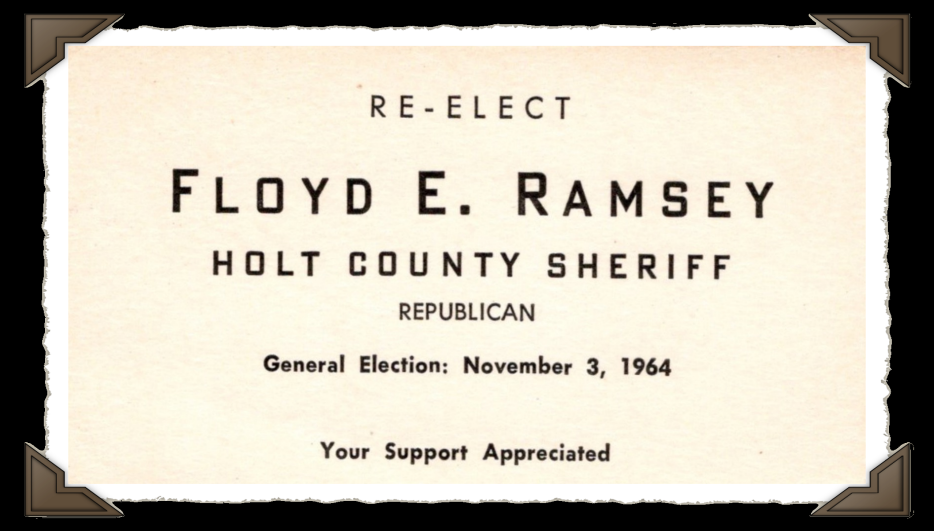 RE-ELECT
FLOYD E. RAMSEY
HOLT COUNTY SHERIFF
REPUBLICAN
General Election: November 3, 1964
Your Support Appreciated